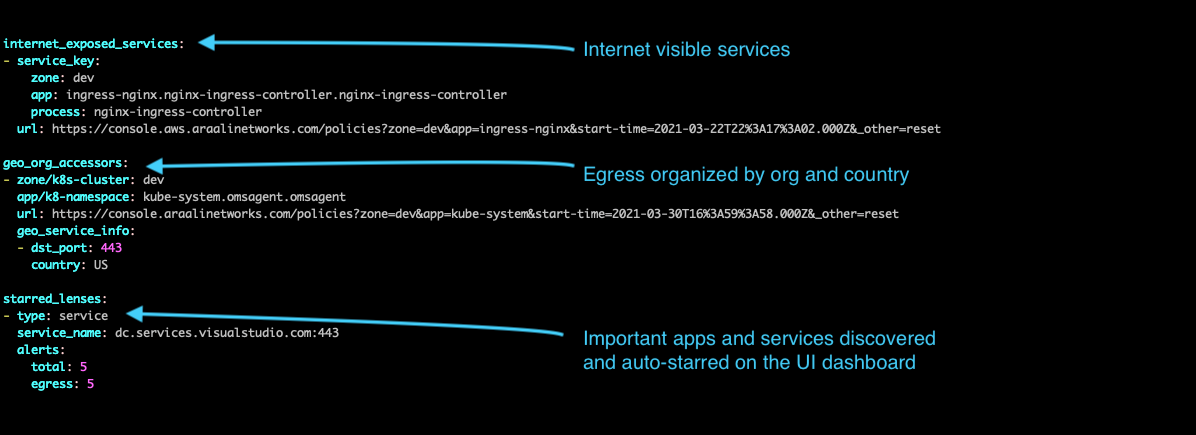 internet_exposed_services:
Internet visible services
- service_key:
zone: dev
app: ingress-nginx.nginx-ingress-controller.nginx-ingress-controller
process: nginx-ingress-controller
url: https://console.aws.araalinetworks.com/policies?zone=dev&app=ingress-nginx&start-time=2021-03-22T22%3A17%3A02.000Z&_other=reset
geo_org_accessors:
Egress organized by org and country
- zone/k8s-cluster: dev
app/k8-namespace: kube-system.omsagent.omsagent
url: https://console.araalinetworks.com/policies?zone=dev&app=kube-system&start-time=2021-03-30T16%3A59%3A58.000Z&_other=reset
geo_service_info:
- dst_port: 443
country: US
starred_lenses:
- type: service
service_name: dc.services.visualstudio.com:443
Important apps and services discovered
and auto-starred on the UI dashboard
alerts:
total: 5
egress: 5